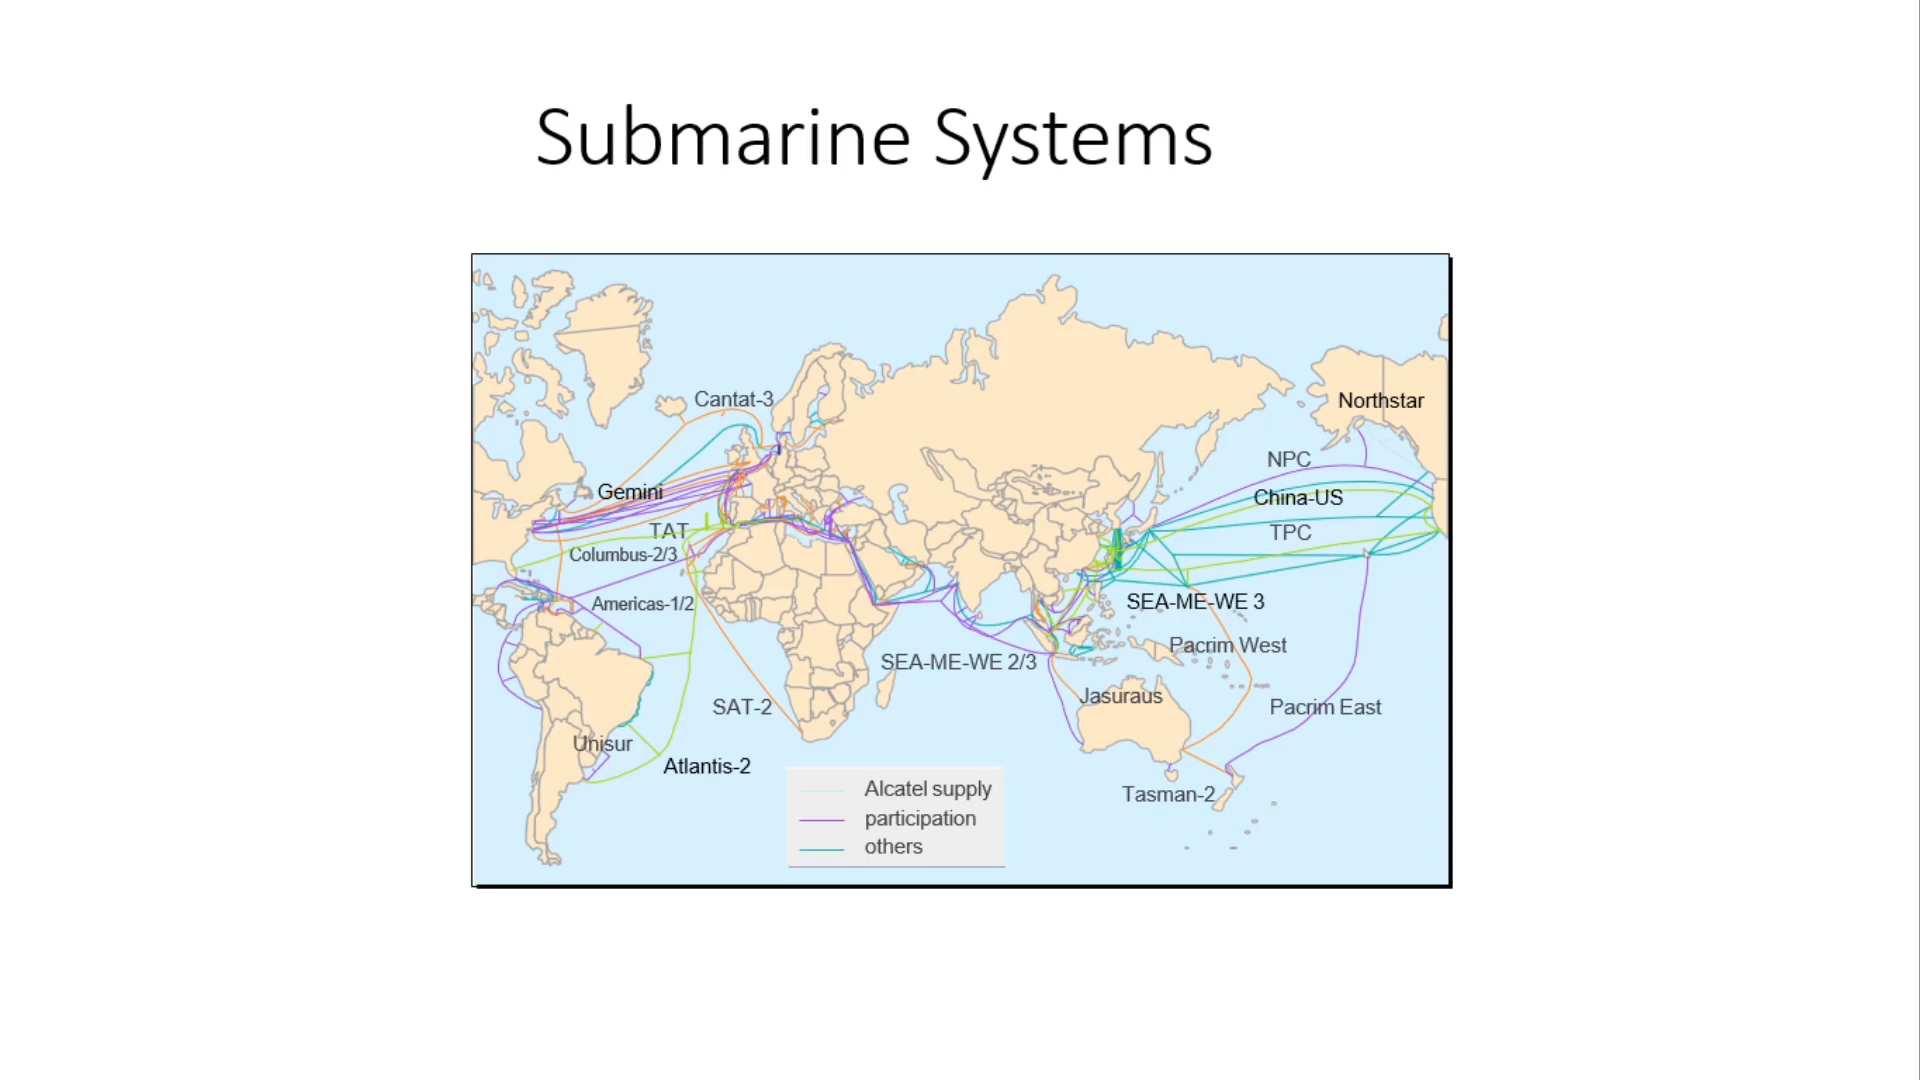 Submarine Systems
Cantat-3
Northstar
NPC
Gemini
China-US
TAT
TPC
Columbus-2/3
Americas-1/2
SEA-ME-WE 3
Pacrim West
SEA-ME-WE 2/3
Jasuraus
SAT-2
Pacrim East
Unisur
Atlantis-2
Tasman-2
Alcatel supply
participation
others